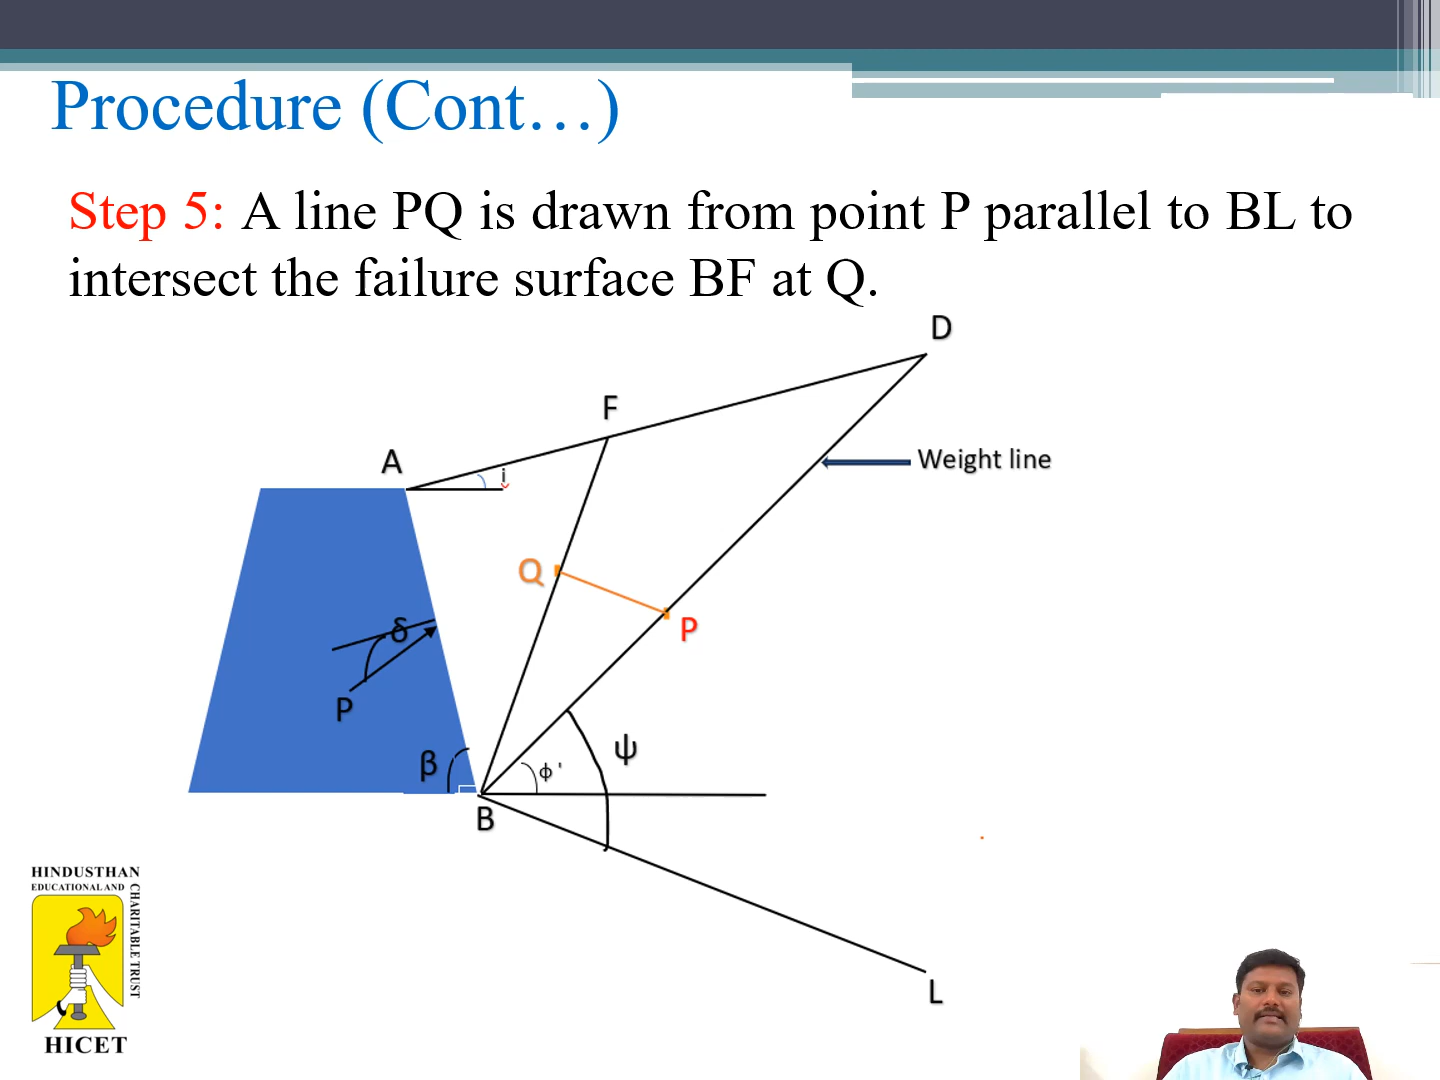 Procedure (Cont…)
Step 5: A line PQ is drawn from point P parallel to BL to
intersect the failure surface BF at Q.
D
F
A
i
Weight line
Q
P
δ
P
β
ψ
ϕ'
B
L
HINDUSTHAN
EDUCATIONAL AND
CHARITABLE TRUST
HICET